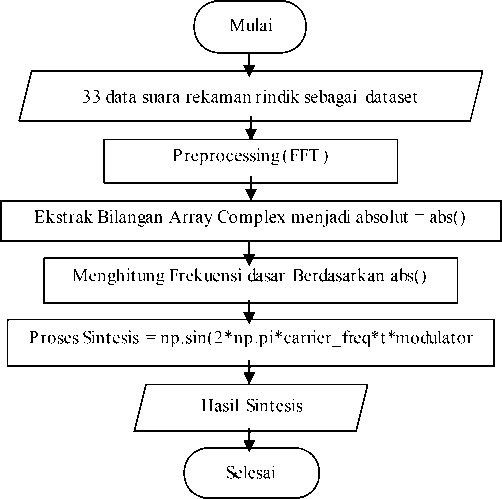 Mulai
33 data suara rekaman rindik sebagai dataset
Preprocessing (FFT)
Ekstrak Bilangan Array Complex menjadi absolut = abs()
Menghitung Frekuensi dasar Berdasarkan abs()
Proses Sintesis = np.sin(2*np.pi*carrier_freq*t*modulator
Hasil Sintesis
Selesai